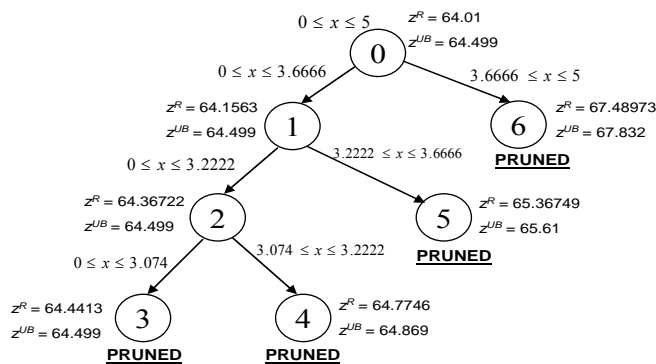 0 ≤ x ≤ 5
z^R = 64.01
z^UB = 64.499
0
0 ≤ x ≤ 3.6666
3.6666 ≤ x ≤ 5
z^R = 64.1563
z^UB = 64.499
1
6
z^R = 67.48973
z^UB = 67.832
PRUNED
0 ≤ x ≤ 3.2222
3.2222 ≤ x ≤ 3.6666
z^R = 64.36722
z^UB = 64.499
2
5
z^R = 65.36749
z^UB = 65.61
PRUNED
0 ≤ x ≤ 3.074
3.074 ≤ x ≤ 3.2222
z^R = 64.4413
z^UB = 64.499
3
PRUNED
4
z^R = 64.7746
z^UB = 64.869
PRUNED